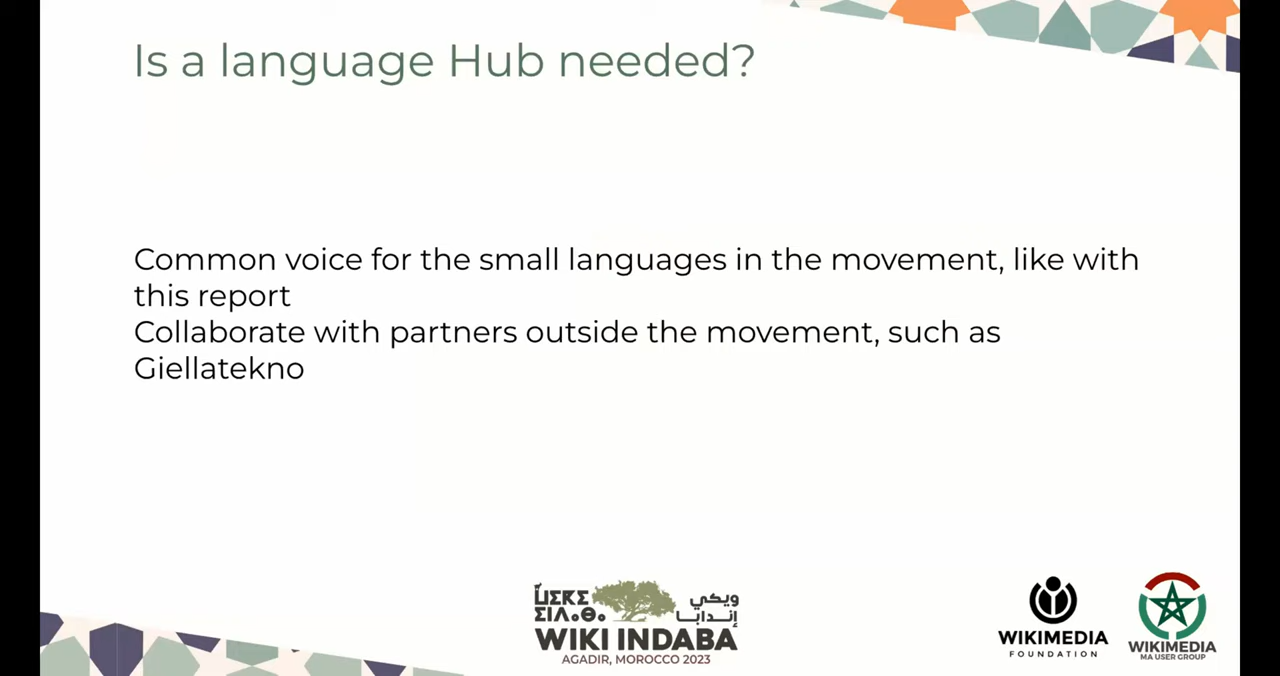 Is a language Hub needed?
Common voice for the small languages in the movement, like with
this report
Collaborate with partners outside the movement, such as
Giellatekno
ⵡⵉⴽⵉ
ⵉⵏⴷⴰⴱⴰ
ويكي
إندابا
WIKI INDABA
AGADIR, MOROCCO 2023
WIKIMEDIA
FOUNDATION
WIKIMEDIA
MA USER GROUP